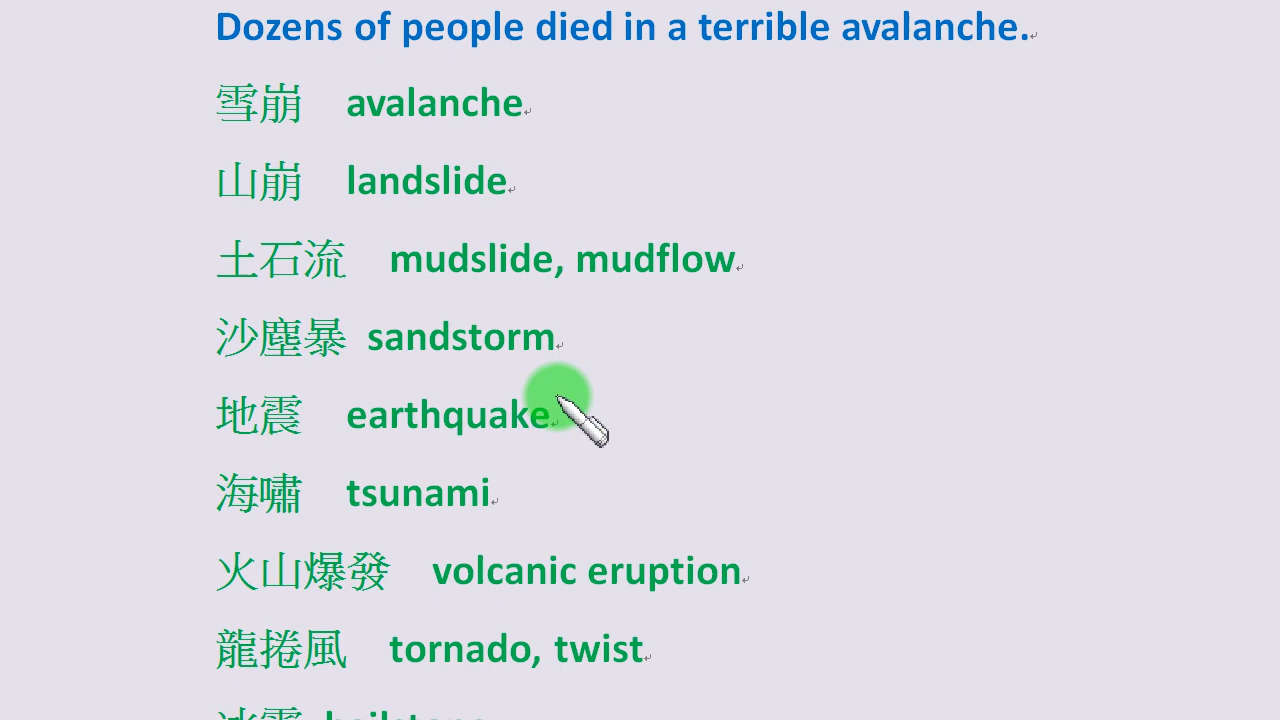 Dozens of people died in a terrible avalanche.
雪崩 avalanche
山崩 landslide
土石流 mudslide, mudflow
沙塵暴 sandstorm
地震 earthquake
海嘯 tsunami
火山爆發 volcanic eruption
龍捲風 tornado, twist